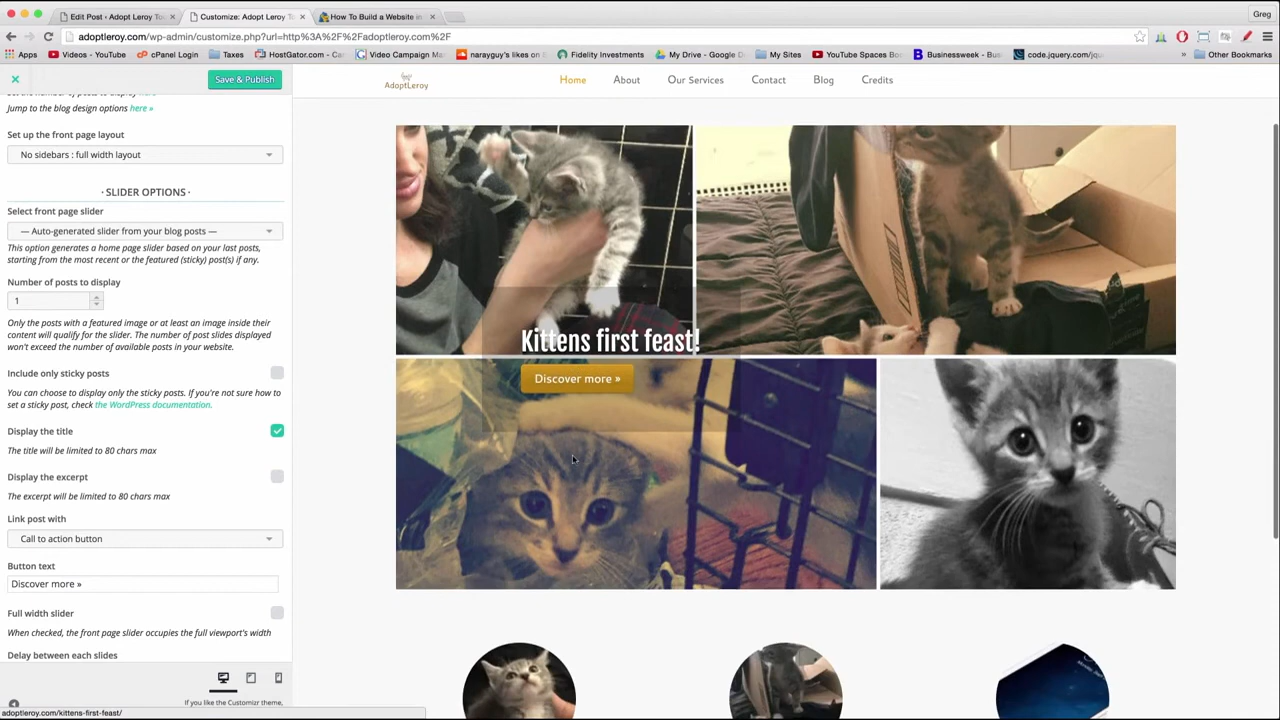 Edit Post ‹ Adopt Leroy Tou
Customize: Adopt Leroy To
How To Build a Website in
Greg
adoptleroy.com/wp-admin/customize.php?url=http%3A%2F%2Fadoptleroy.com%2F
Apps
Videos - YouTube
cPanel Login
Taxes
HostGator.com - Ca
Video Campaign Ma
narayguy's likes on
Fidelity Investments
My Drive - Google D
My Sites
YouTube Spaces Bo
Businessweek - Bus
code.jquery.com/jqu
»
Other Bookmarks
Save & Publish
AdoptLeroy
Home
About
Our Services
Contact
Blog
Credits
Jump to the blog design options here »
Set up the front page layout
No sidebars : full width layout
· SLIDER OPTIONS ·
Select front page slider
— Auto-generated slider from your blog posts —
This option generates a home page slider based on your last posts,
starting from the most recent or the featured (sticky) post(s) if any.
Number of posts to display
1
Only the posts with a featured image or at least an image inside their
content will qualify for the slider. The number of post slides displayed
won't exceed the number of available posts in your website.
Include only sticky posts
You can choose to display only the sticky posts. If you're not sure how to
set a sticky post, check the WordPress documentation.
Display the title
The title will be limited to 80 chars max
Display the excerpt
The excerpt will be limited to 80 chars max
Link post with
Call to action button
Button text
Discover more »
Full width slider
When checked, the front page slider occupies the full viewport's width
Delay between each slides
If you like the Customizr theme,
Kittens first feast!
Discover more »
adoptleroy.com/kittens-first-feast/